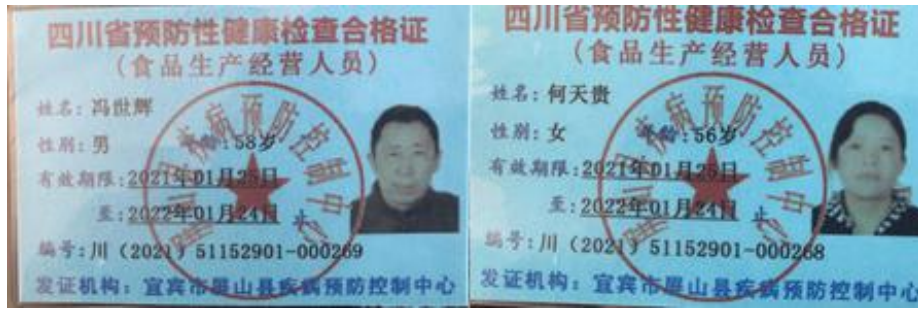 四川省预防性健康检查合格证
(食品生产经营人员)
姓名:冯世辉
性别:男 年龄:58岁
有效期限:2021年01月25日
至:2022年01月24日 止
编号:川(2021)51152901-000269
发证机构:宜宾市屏山县疾病预防控制中心
四川省预防性健康检查合格证
(食品生产经营人员)
姓名:何天贵
性别:女 年龄:56岁
有效期限:2021年01月25日
至:2022年01月24日 止
编号:川(2021)51152901-000268
发证机构:宜宾市屏山县疾病预防控制中心